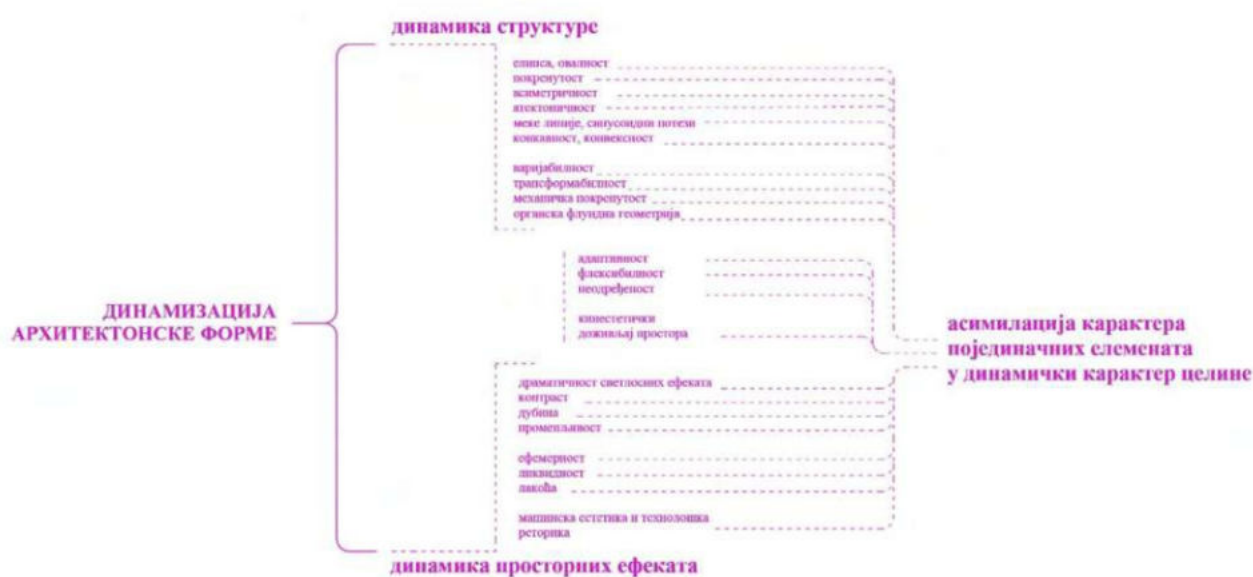 динамика структуре
елипса, овалност
покренутост
асиметричност
атектоничност
меке линије, синусоидни потези
конкавност, конвексност
варијабилност
трансформабилност
механичка покренутост
органска флуидна геометрија
адаптивност
флексибилност
неодређеност
кинестетички
доживљај простора
ДИНАМИЗАЦИЈА
АРХИТЕКТОНСКЕ ФОРМЕ
асимилација карактера
појединачних елемената
у динамички карактер целине
драматичност светлосних ефеката
контраст
дубина
променљивост
ефемерност
ликвидност
лакоћа
машинска естетика и технолошка
реторика
динамика просторних ефеката